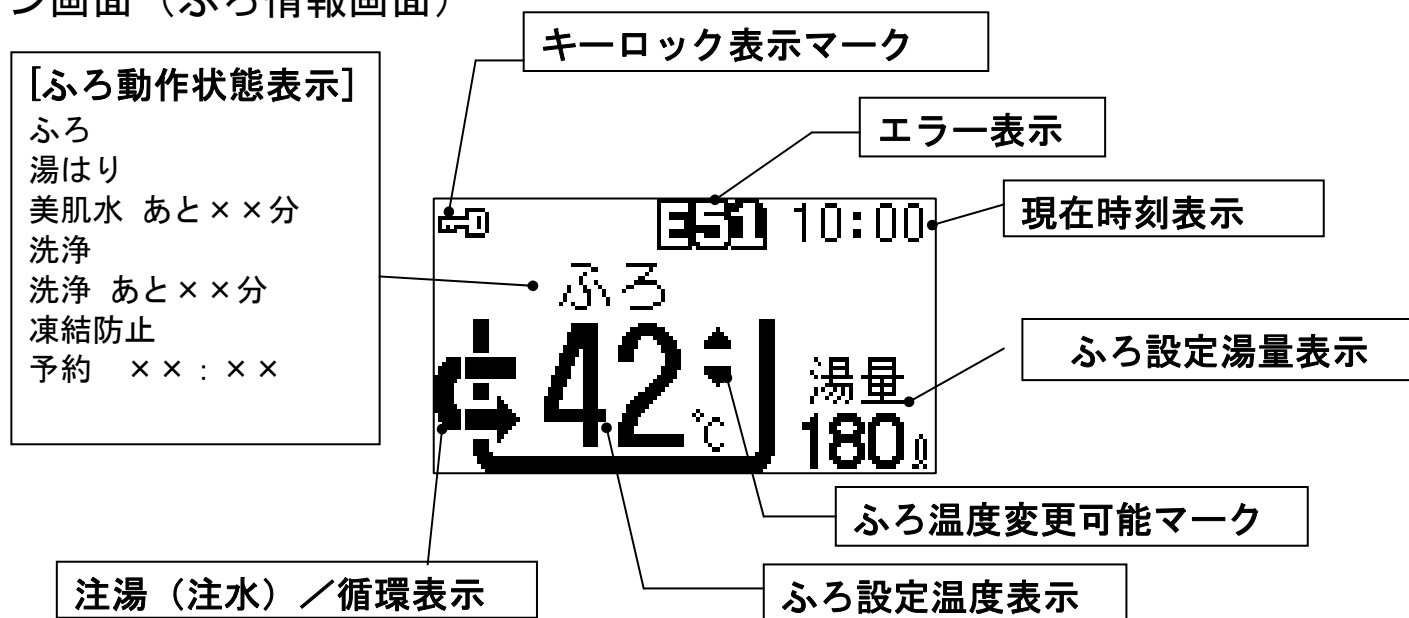 ン画面（ふろ情報画面）
キーロック表示マーク
[ふろ動作状態表示]
ふろ
湯はり
美肌水 あと××分
洗浄
洗浄 あと××分
凍結防止
予約 ××：××
エラー表示
現在時刻表示
E51 10:00
ふろ
42℃
湯量
180ℓ
ふろ設定湯量表示
ふろ温度変更可能マーク
注湯（注水）／循環表示
ふろ設定温度表示